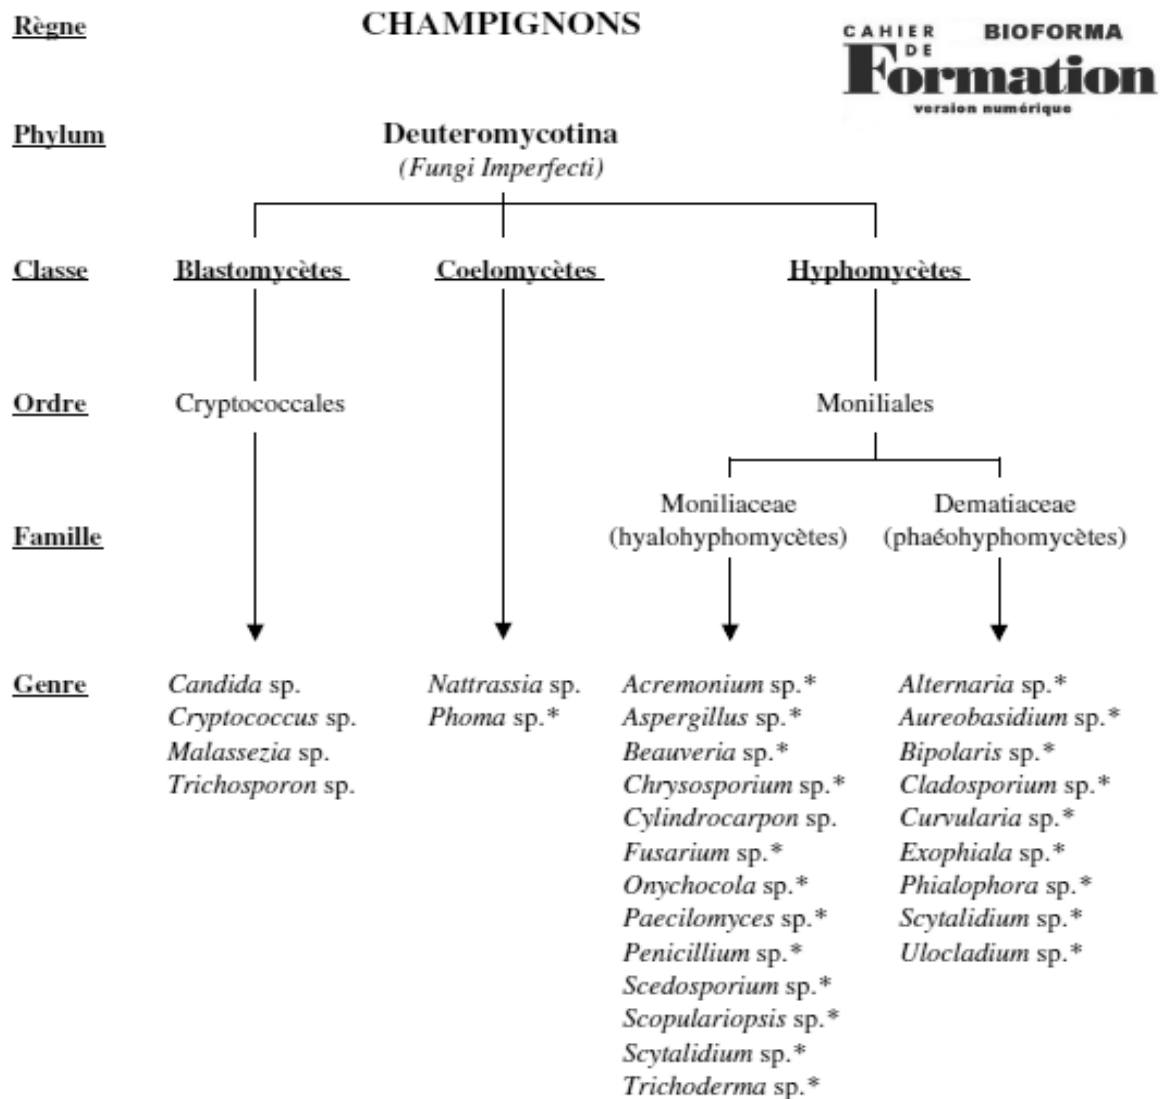 Règne CHAMPIGNONS
CAHIER DE BIOFORMA
Formation
version numérique
Phylum Deuteromycotina
(Fungi Imperfecti)
Classe Blastomycètes Coelomycètes Hyphomycètes
Ordre Cryptococcales Moniliales
Moniliaceae Dematiaceae
Famille (hyalohyphomycètes) (phaéohyphomycètes)
Genre Candida sp. Nattrassia sp. Acremonium sp.* Alternaria sp.*
Cryptococcus sp. Phoma sp.* Aspergillus sp.* Aureobasidium sp.*
Malassezia sp. Beauveria sp.* Bipolaris sp.*
Trichosporon sp. Chrysosporium sp.* Cladosporium sp.*
Cylindrocarpon sp. Curvularia sp.*
Fusarium sp.* Exophiala sp.*
Onychocola sp.* Phialophora sp.*
Paecilomyces sp.* Scytalidium sp.*
Penicillium sp.* Ulocladium sp.*
Scedosporium sp.*
Scopulariopsis sp.*
Scytalidium sp.*
Trichoderma sp.*